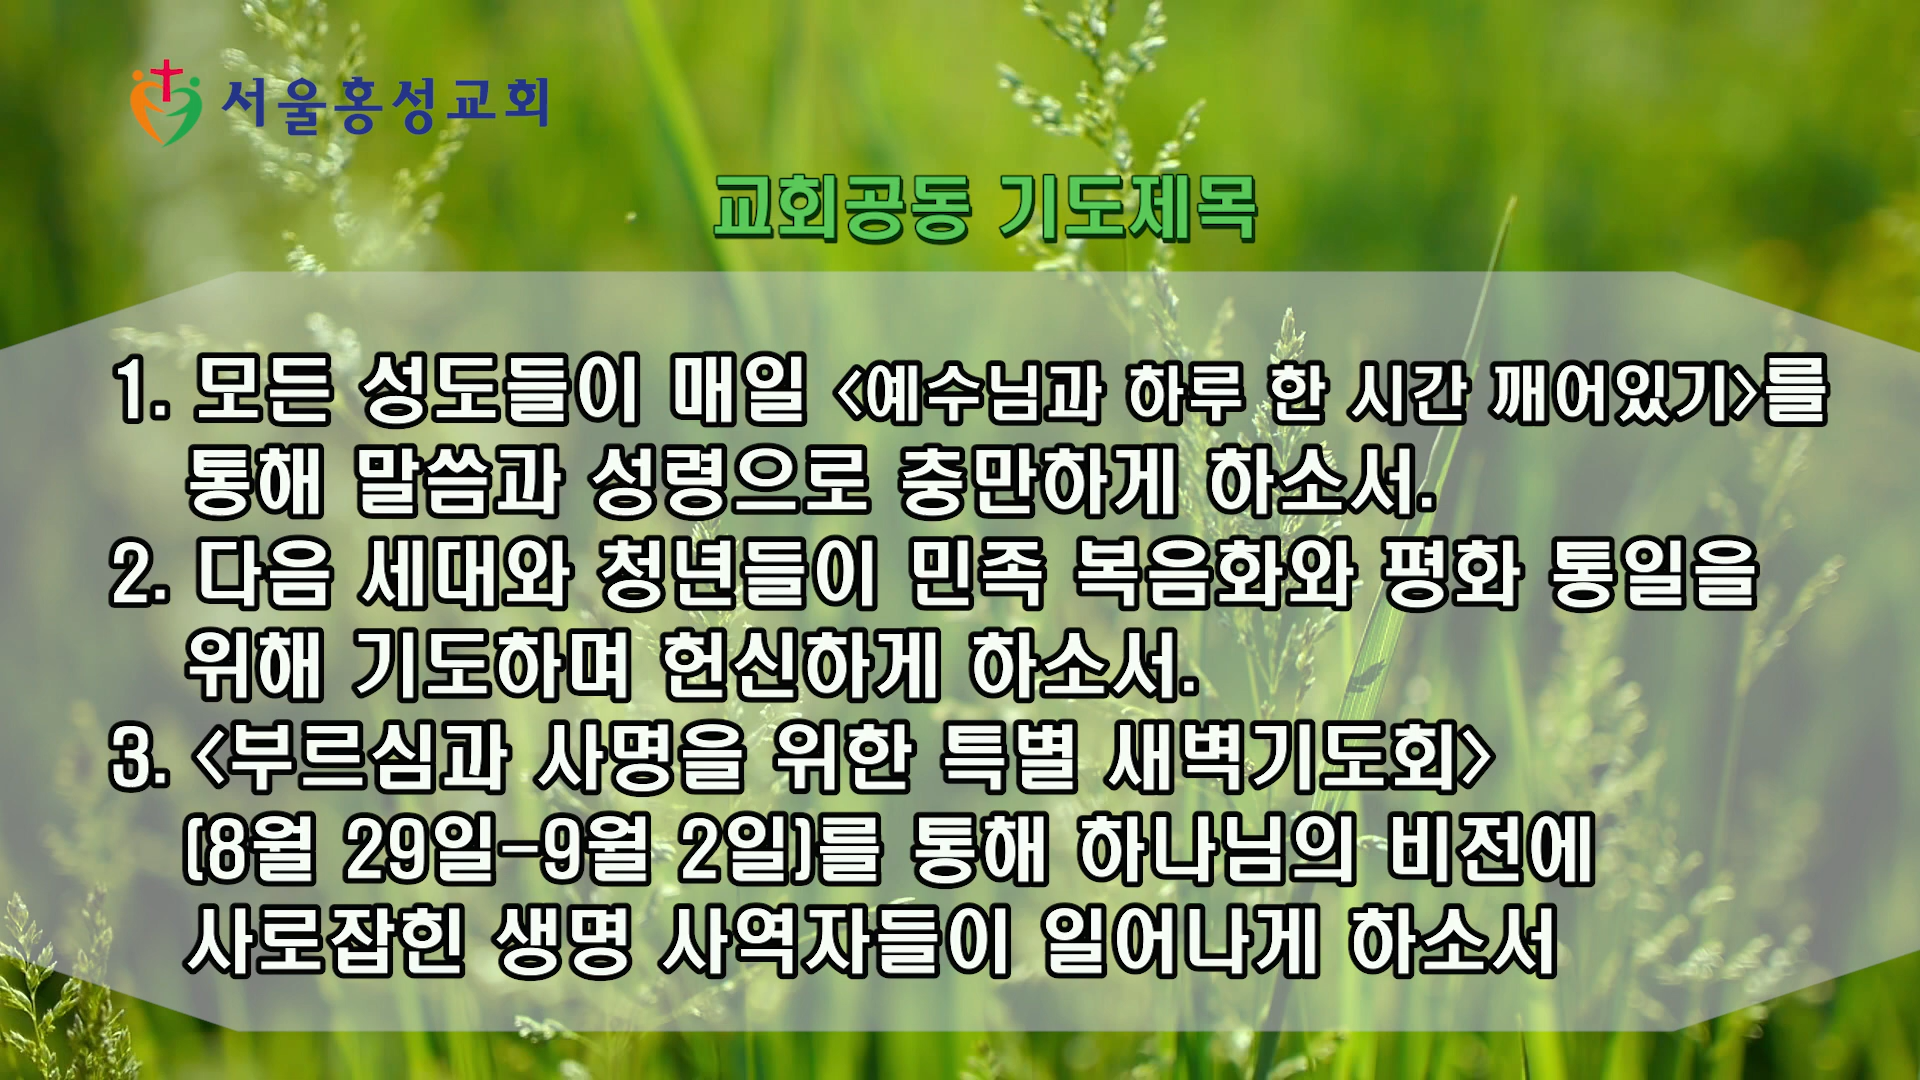 서울홍성교회
교회공동 기도제목
1. 모든 성도들이 매일 <예수님과 하루 한 시간 깨어있기>를
통해 말씀과 성령으로 충만하게 하소서.
2. 다음 세대와 청년들이 민족 복음화와 평화 통일을
위해 기도하며 헌신하게 하소서.
3. <부르심과 사명을 위한 특별 새벽기도회>
(8월 29일-9월 2일)를 통해 하나님의 비전에
사로잡힌 생명 사역자들이 일어나게 하소서